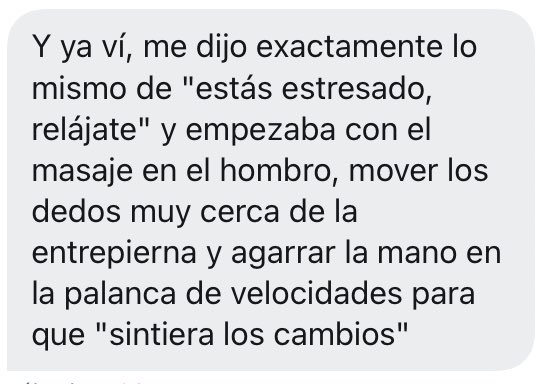 Y ya ví, me dijo exactamente lo
mismo de "estás estresado,
relájate" y empezaba con el
masaje en el hombro, mover los
dedos muy cerca de la
entrepierna y agarrar la mano en
la palanca de velocidades para
que "sintiera los cambios"